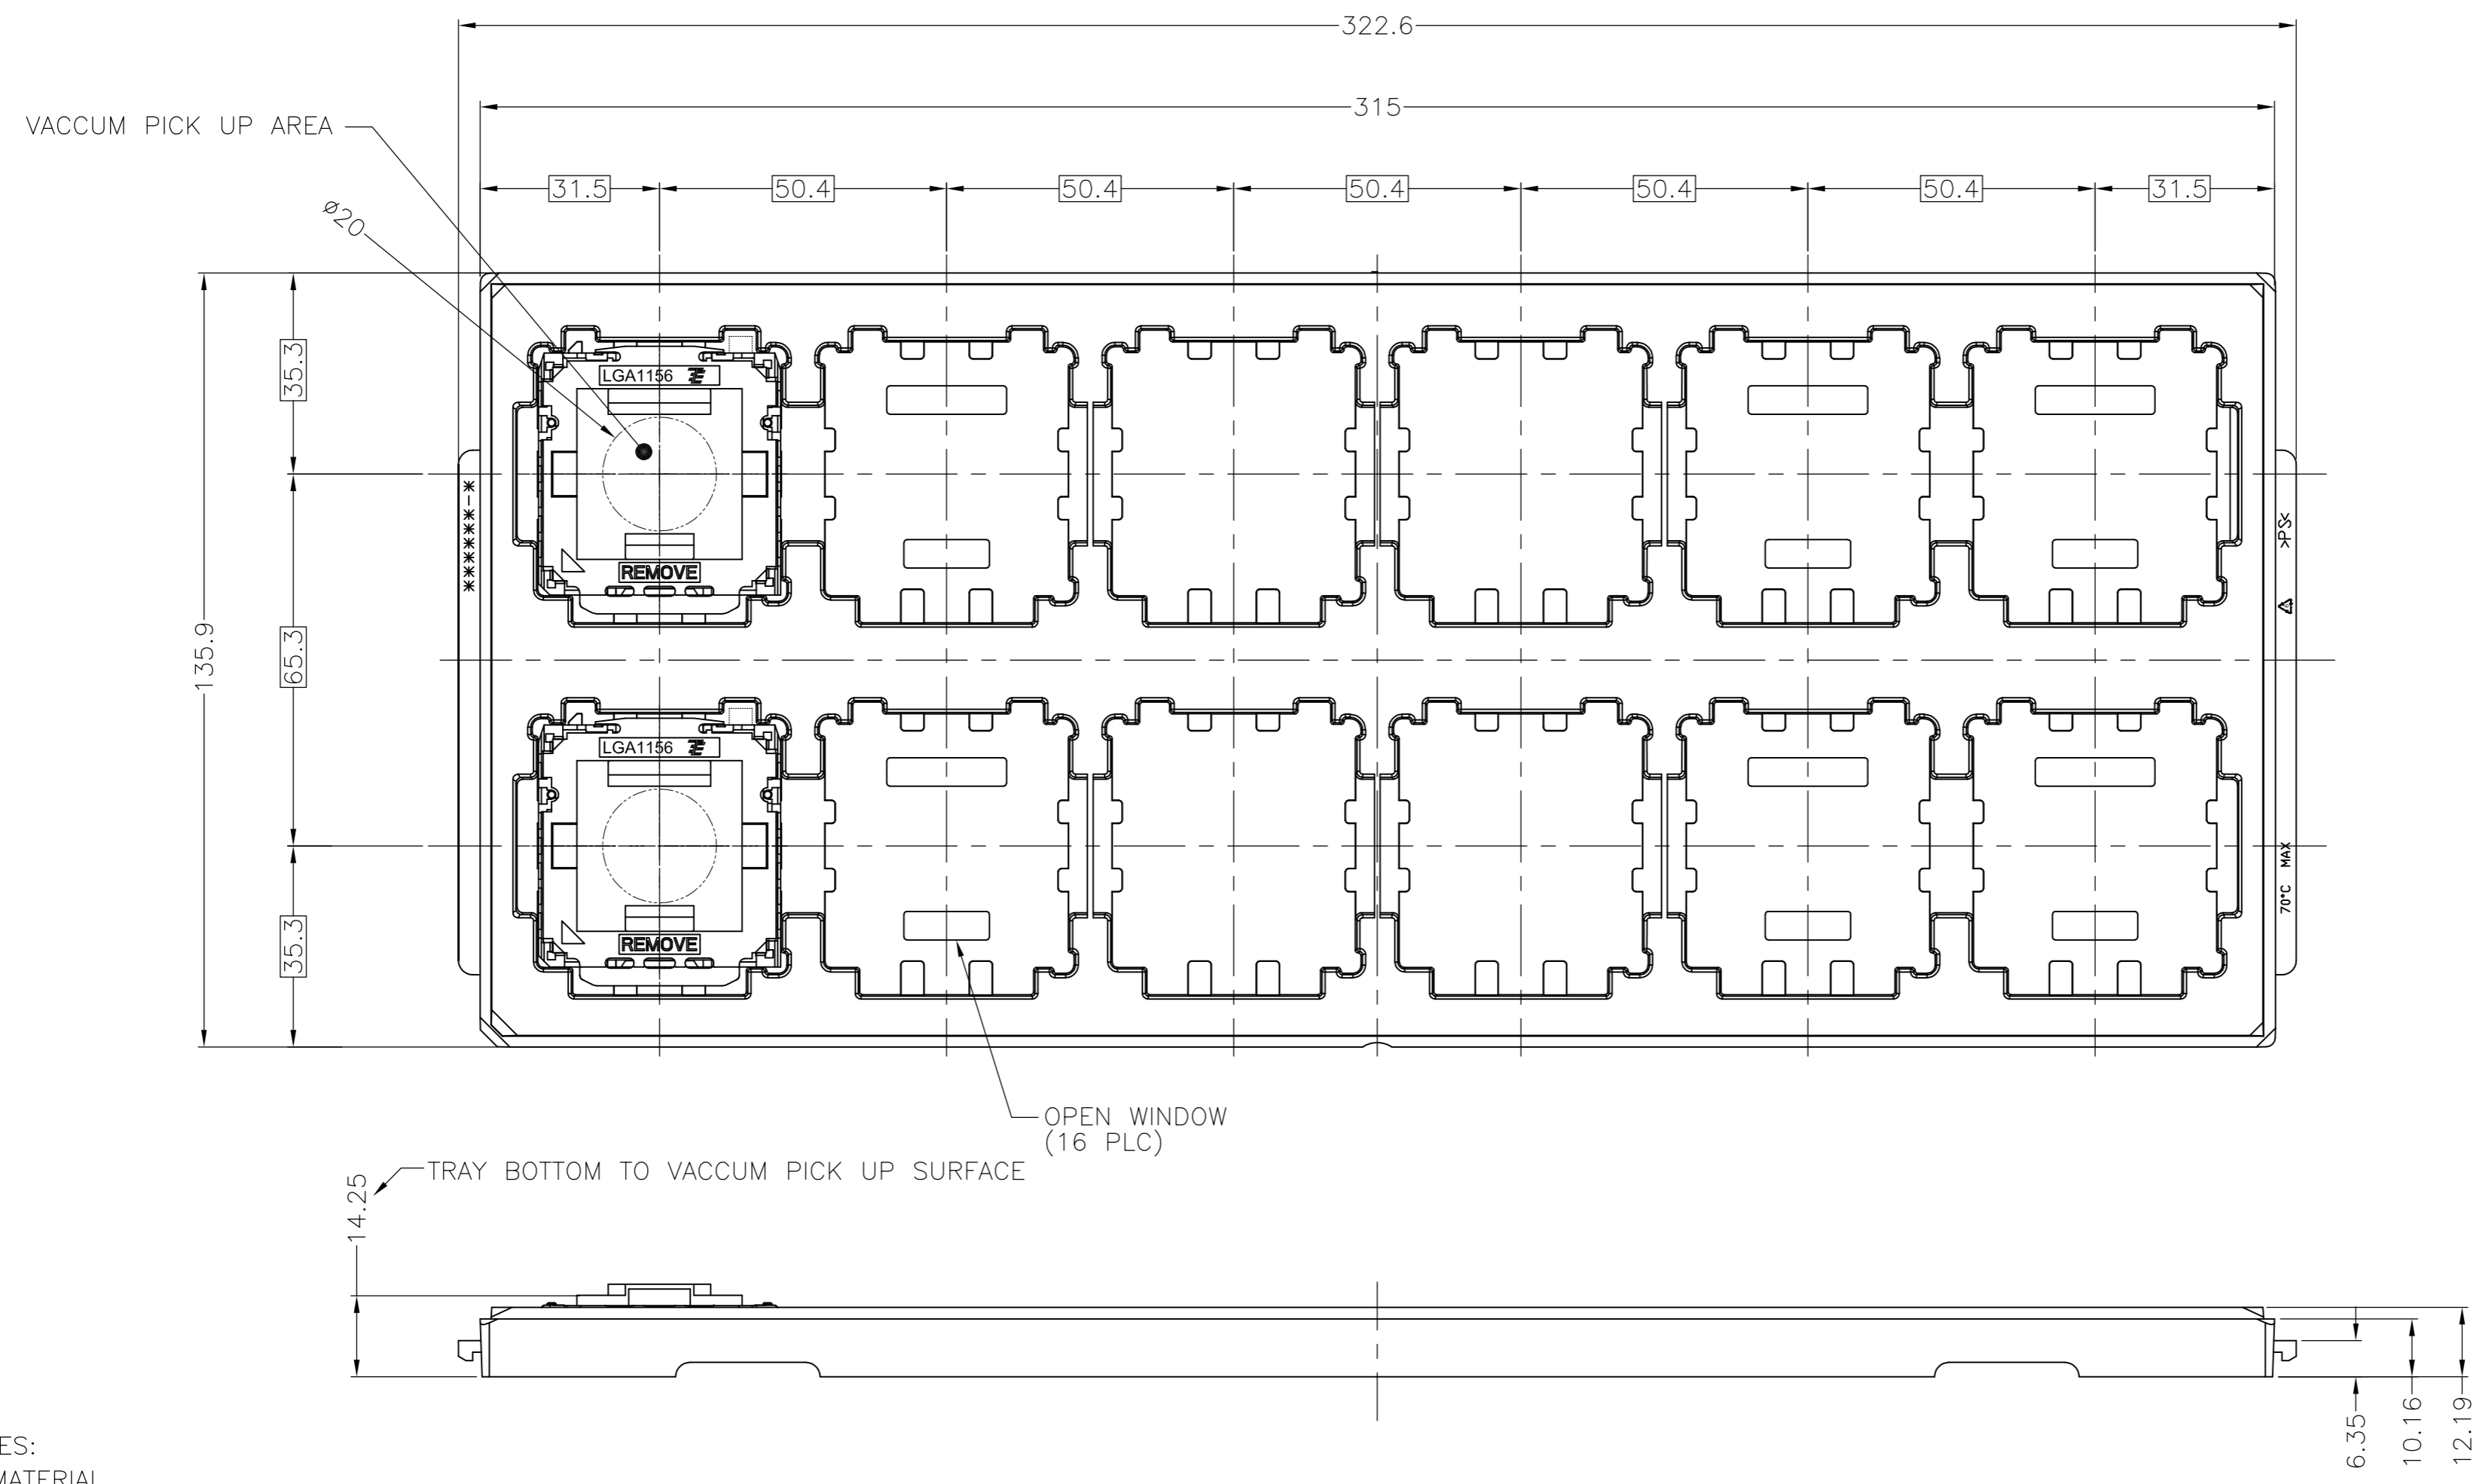 322.6
315
VACCUM PICK UP AREA
31.5
50.4
50.4
50.4
50.4
50.4
31.5
ø20
35.3
65.3
35.3
135.9
LGA1156
REMOVE
LGA1156
REMOVE
*******-*
>PS<
70°C MAX
OPEN WINDOW
(16 PLC)
TRAY BOTTOM TO VACCUM PICK UP SURFACE
14.25
6.35
10.16
12.19
ES:
MATERIAL